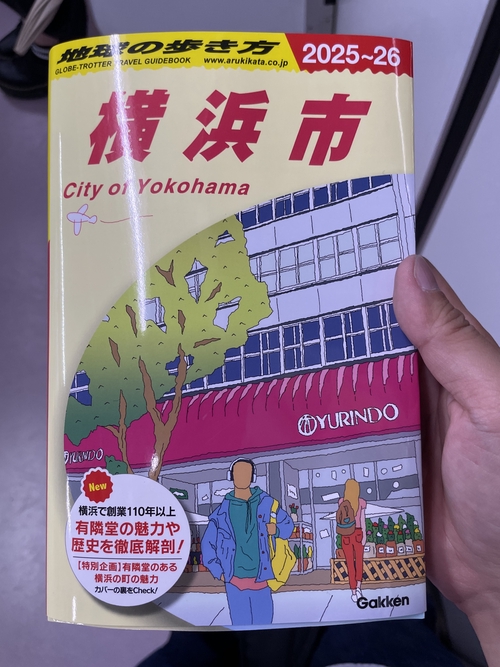 地球の歩き方
GLOBE-TROTTER TRAVEL GUIDEBOOK www.arukikata.co.jp
2025~26
横浜市
City of Yokohama
YURINDO
YURINDO
New
横浜で創業110年以上
有隣堂の魅力や
歴史を徹底解剖!
【特別企画】有隣堂のある
横浜の町の魅力
カバーの裏をCheck!
Gakken